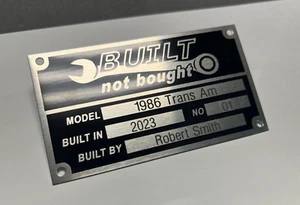 BUILT
not bought
MODEL 1986 Trans Am
BUILT IN 2023 NO 01
BUILT BY Robert Smith